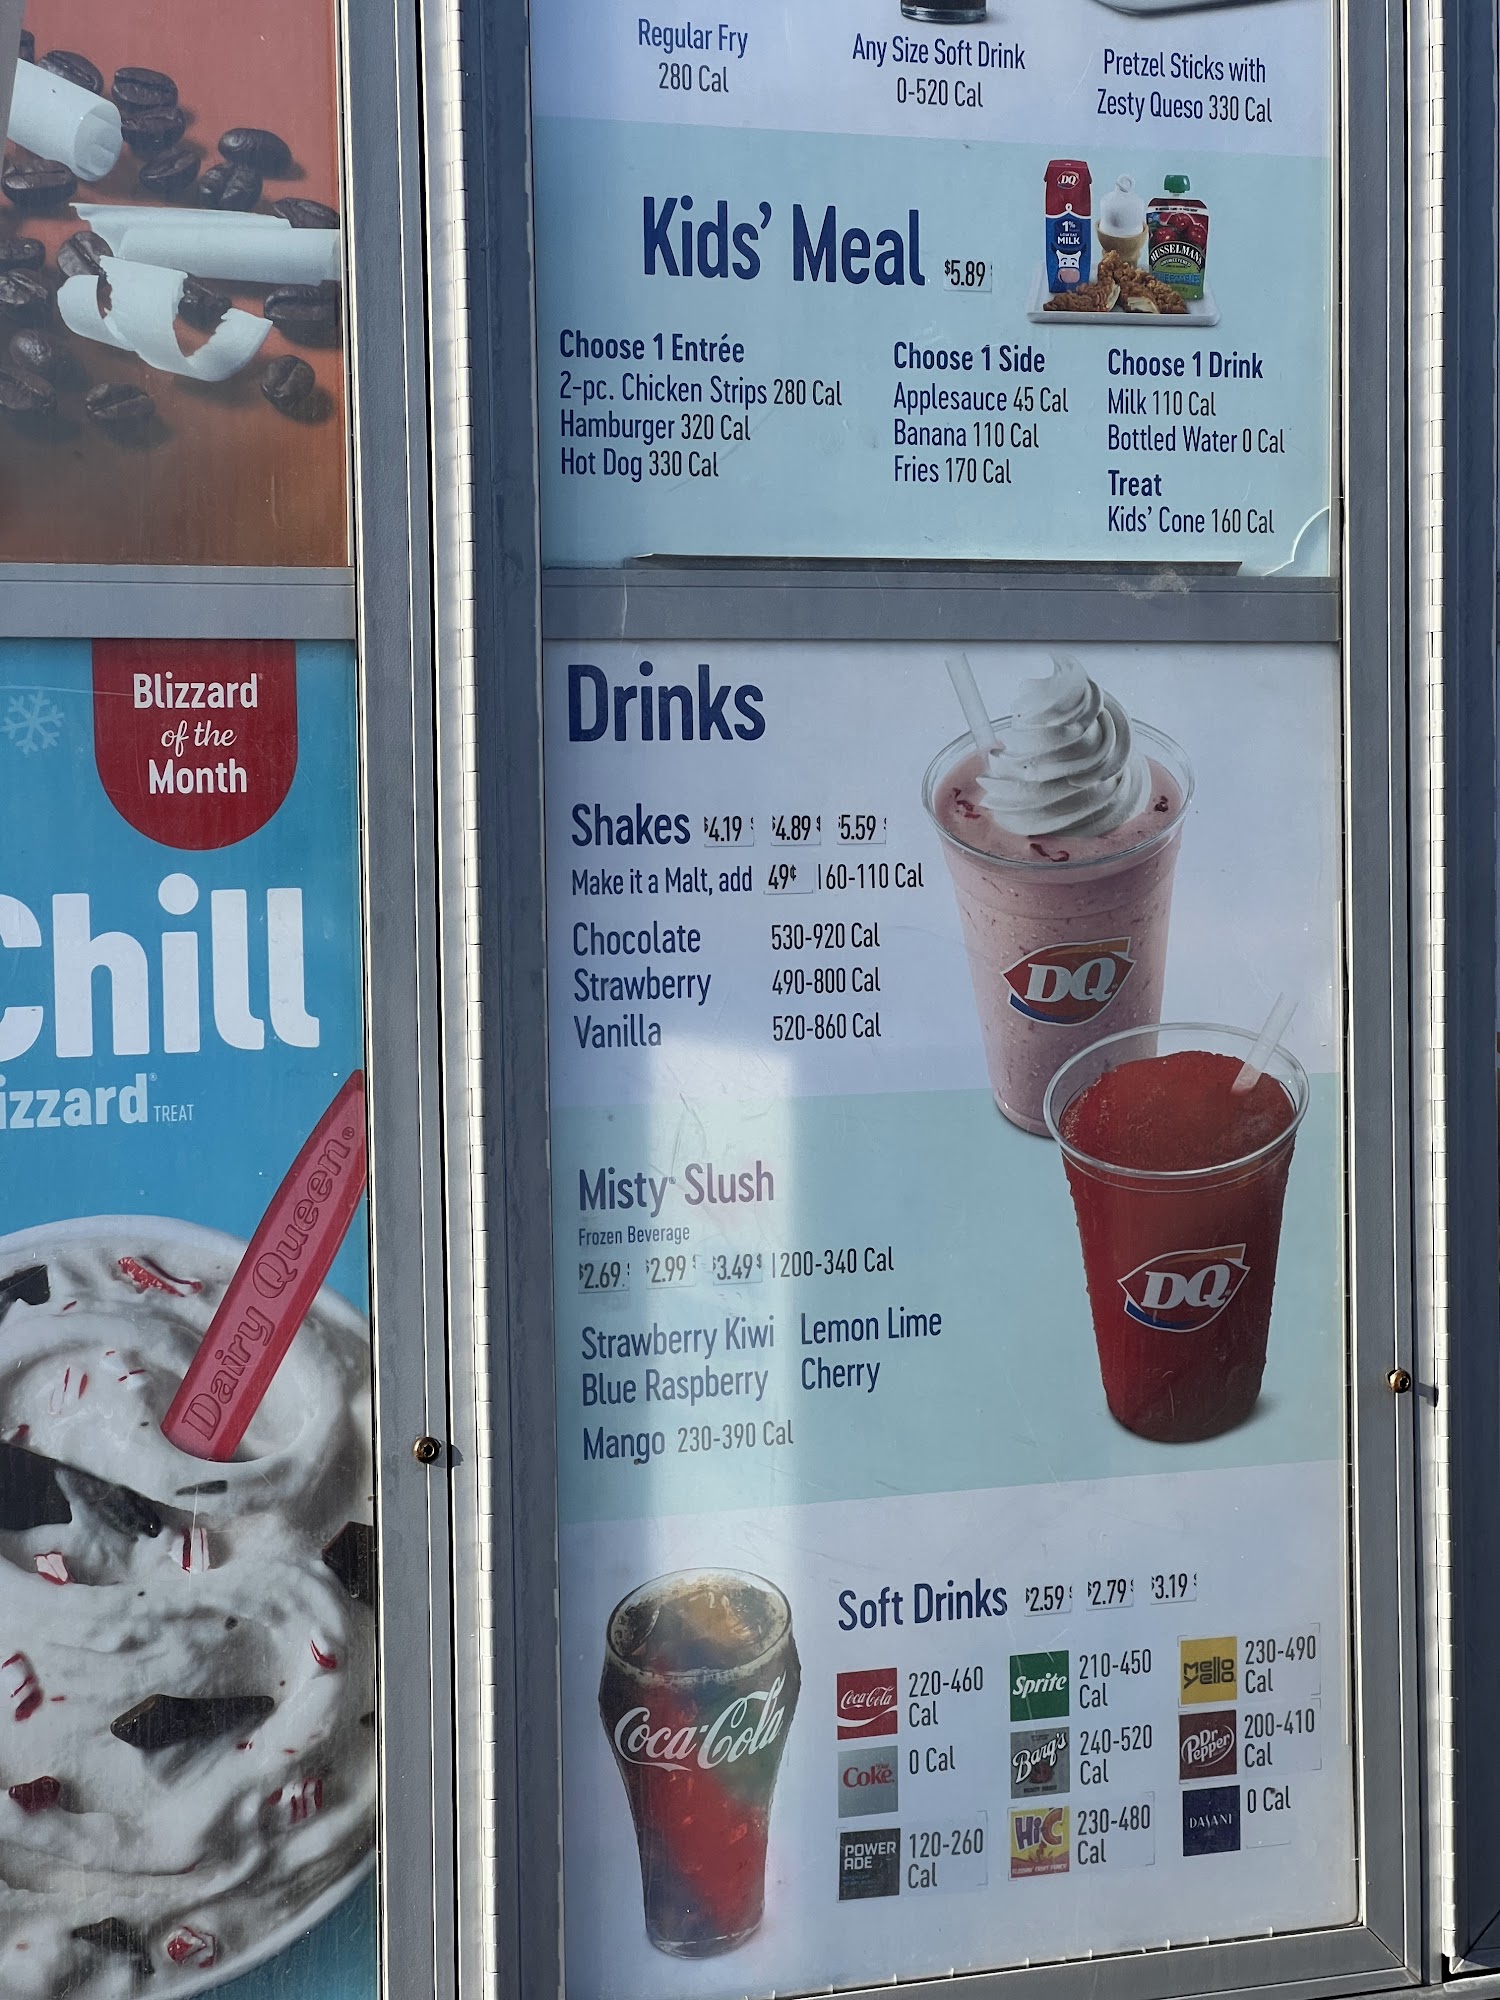 Regular Fry
280 Cal
Any Size Soft Drink
0-520 Cal
Pretzel Sticks with
Zesty Queso 330 Cal
Kids' Meal $5.89
DQ
1%
MILK
Choose 1 Entrée
2-pc. Chicken Strips 280 Cal
Hamburger 320 Cal
Hot Dog 330 Cal
Choose 1 Side
Applesauce 45 Cal
Banana 110 Cal
Fries 170 Cal
Choose 1 Drink
Milk 110 Cal
Bottled Water 0 Cal
Treat
Kids' Cone 160 Cal
Blizzard
of the
Month
Chill
izzard® TREAT
Dairy Queen®
Drinks
Shakes $4.19 $4.89 $5.59
Make it a Malt, add 49¢ | 60-110 Cal
Chocolate 530-920 Cal
Strawberry 490-800 Cal
Vanilla 520-860 Cal
DQ
Misty® Slush
Frozen Beverage
$2.69 $2.99 $3.49 | 200-340 Cal
Strawberry Kiwi Lemon Lime
Blue Raspberry Cherry
Mango 230-390 Cal
DQ
Coca-Cola
Soft Drinks $2.59 $2.79 $3.19
Coca-Cola 220-460 Cal
Sprite 210-450 Cal
Mello Yello 230-490 Cal
Coke 0 Cal
Barq's 240-520 Cal
Dr Pepper 200-410 Cal
POWERADE 120-260 Cal
Hi-C 230-480 Cal
DASANI 0 Cal